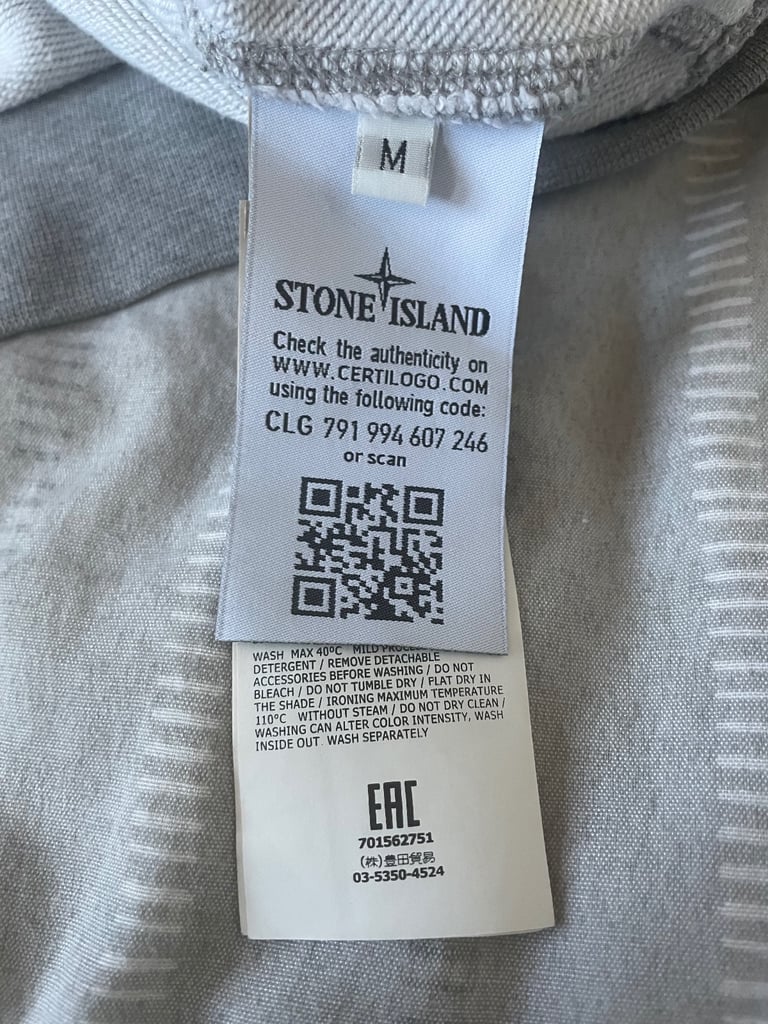 M
STONE ISLAND
Check the authenticity on
WWW.CERTILOGO.COM
using the following code:
CLG 791 994 607 246
or scan
WASH MAX 40ºC MILD PROCESS
DETERGENT / REMOVE DETACHABLE
ACCESSORIES BEFORE WASHING / DO NOT
BLEACH / DO NOT TUMBLE DRY / FLAT DRY IN
THE SHADE / IRONING MAXIMUM TEMPERATURE
110ºC WITHOUT STEAM / DO NOT DRY CLEAN /
WASHING CAN ALTER COLOR INTENSITY, WASH
INSIDE OUT. WASH SEPARATELY
EAC
701562751
(株)豊田貿易
03-5350-4524